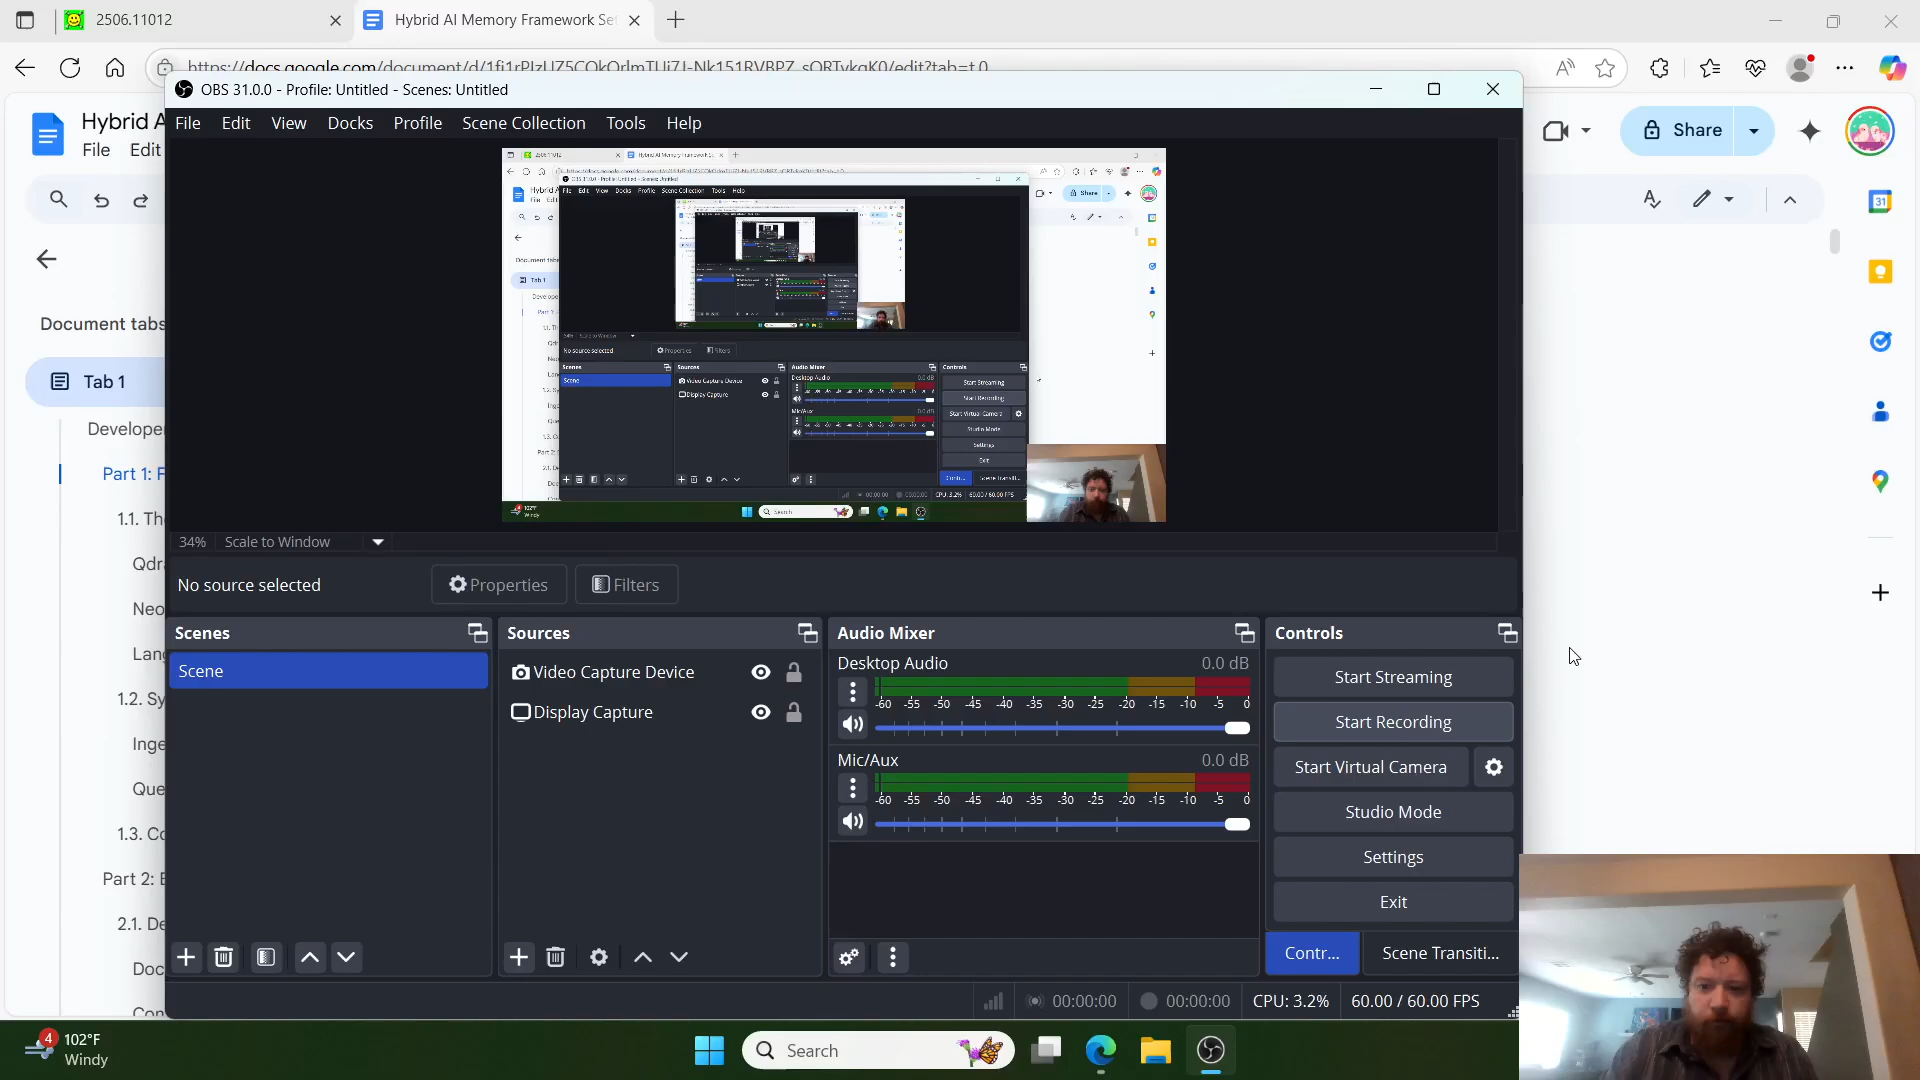 2506.11012
Hybrid AI Memory Framework Se
https://docs.google.com/document/d/1fj1rPIzUZ5COkQrlmTUi7J-Nk151RVBPZ_sQRTvkqK0/edit?tab=t.0
OBS 31.0.0 - Profile: Untitled - Scenes: Untitled
File Edit View Docks Profile Scene Collection Tools Help
Hybrid A
File Edit
Share
31
Document tabs
Tab 1
Developer
Part 1: F
1.1. Th
Qdra
Neo
Lang
1.2. Sy
Inge
Que
1.3. Co
Part 2: E
2.1. De
Doc
Con
34% Scale to Window
No source selected
Properties
Filters
Scenes
Scene
Sources
Video Capture Device
Display Capture
Audio Mixer
Desktop Audio 0.0 dB
-60 -55 -50 -45 -40 -35 -30 -25 -20 -15 -10 -5 0
Mic/Aux 0.0 dB
-60 -55 -50 -45 -40 -35 -30 -25 -20 -15 -10 -5 0
Controls
Start Streaming
Start Recording
Start Virtual Camera
Studio Mode
Settings
Exit
Contr...
Scene Transiti...
00:00:00
00:00:00
CPU: 3.2%
60.00 / 60.00 FPS
4
102°F
Windy
Search